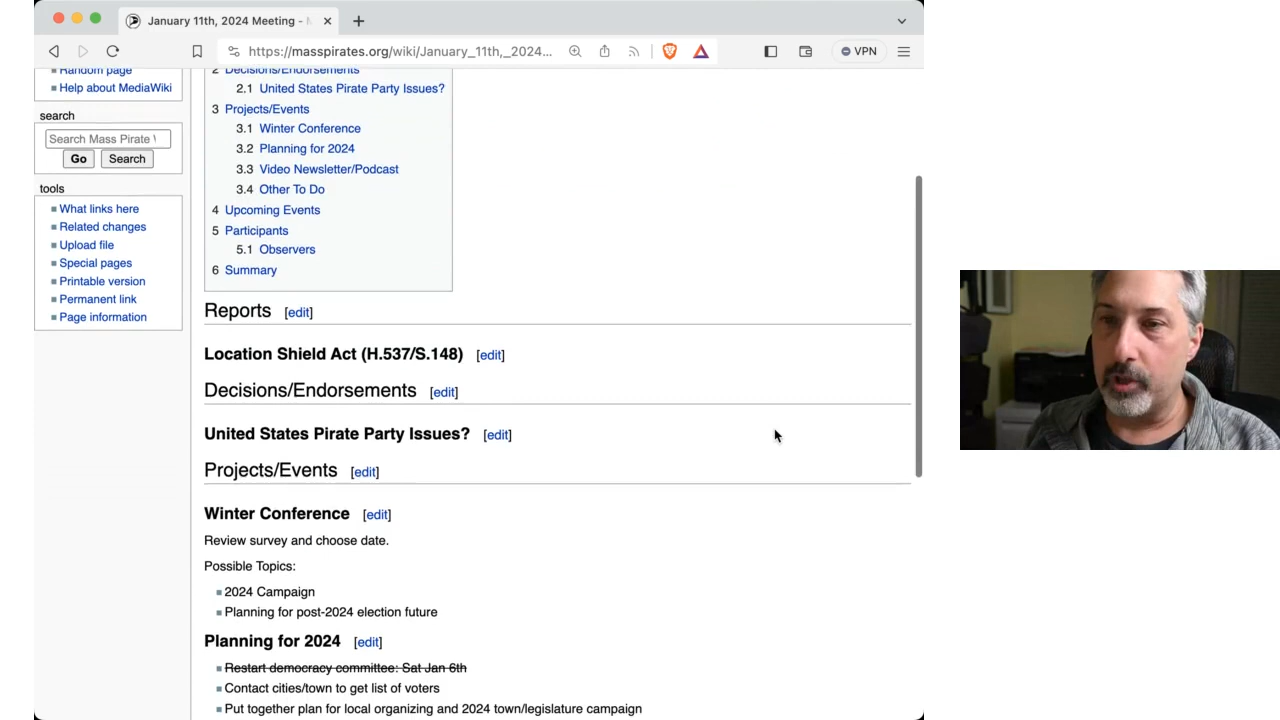 January 11th, 2024 Meeting -
https://masspirates.org/wiki/January_11th,_2024...
VPN
Random page
Help about MediaWiki
search
Search Mass Pirate
Go Search
tools
What links here
Related changes
Upload file
Special pages
Printable version
Permanent link
Page information
2 Decisions/Endorsements
2.1 United States Pirate Party Issues?
3 Projects/Events
3.1 Winter Conference
3.2 Planning for 2024
3.3 Video Newsletter/Podcast
3.4 Other To Do
4 Upcoming Events
5 Participants
5.1 Observers
6 Summary
Reports [edit]
Location Shield Act (H.537/S.148) [edit]
Decisions/Endorsements [edit]
United States Pirate Party Issues? [edit]
Projects/Events [edit]
Winter Conference [edit]
Review survey and choose date.
Possible Topics:
2024 Campaign
Planning for post-2024 election future
Planning for 2024 [edit]
Restart democracy committee: Sat Jan 6th
Contact cities/town to get list of voters
Put together plan for local organizing and 2024 town/legislature campaign